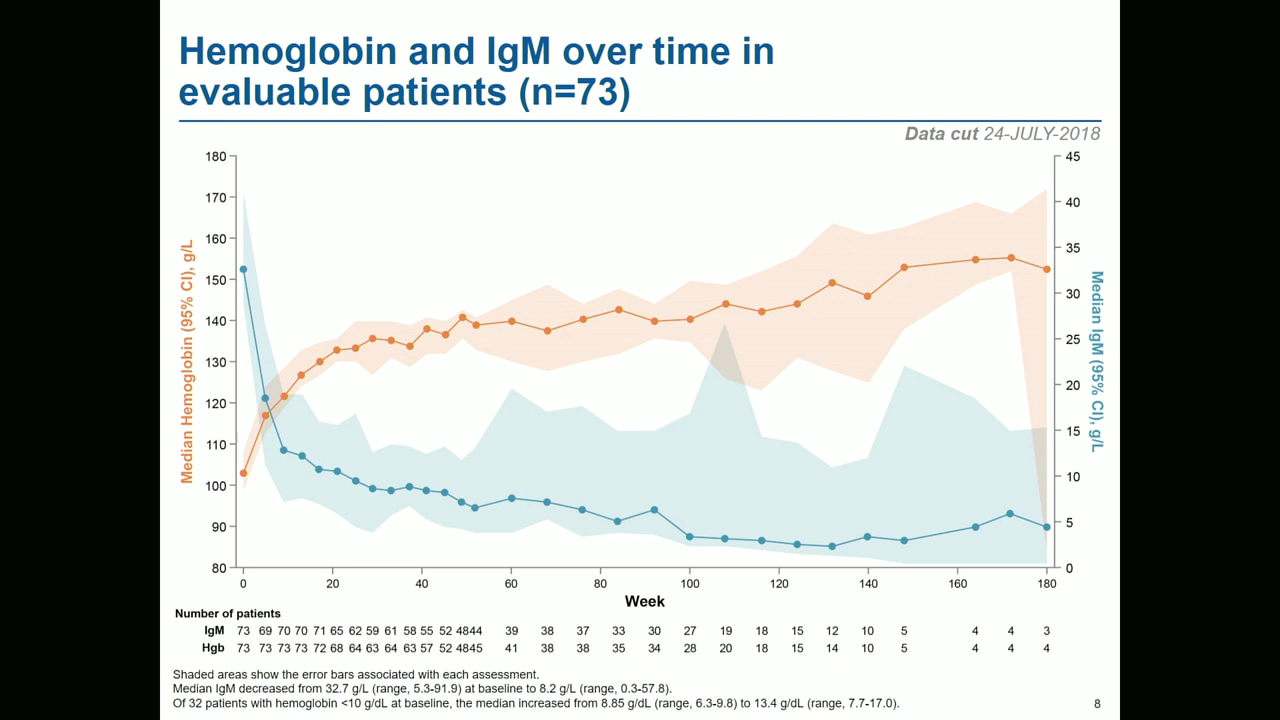 Hemoglobin and IgM over time in
evaluable patients (n=73)
Data cut 24-JULY-2018
180
170
160
150
140
130
120
110
100
90
80
Median Hemoglobin (95% CI), g/L
45
40
35
30
25
20
15
10
5
0
Median IgM (95% CI), g/L
0 20 40 60 80 100 120 140 160 180
Week
Number of patients
IgM 73 69 70 70 71 65 62 59 61 58 55 52 48 44 39 38 37 33 30 27 19 18 15 12 10 5 4 4 3
Hgb 73 73 73 73 72 68 64 63 64 63 57 52 48 45 41 38 38 35 34 28 20 18 15 14 10 5 4 4 4
Shaded areas show the error bars associated with each assessment.
Median IgM decreased from 32.7 g/L (range, 5.3-91.9) at baseline to 8.2 g/L (range, 0.3-57.8).
Of 32 patients with hemoglobin <10 g/dL at baseline, the median increased from 8.85 g/dL (range, 6.3-9.8) to 13.4 g/dL (range, 7.7-17.0).
8